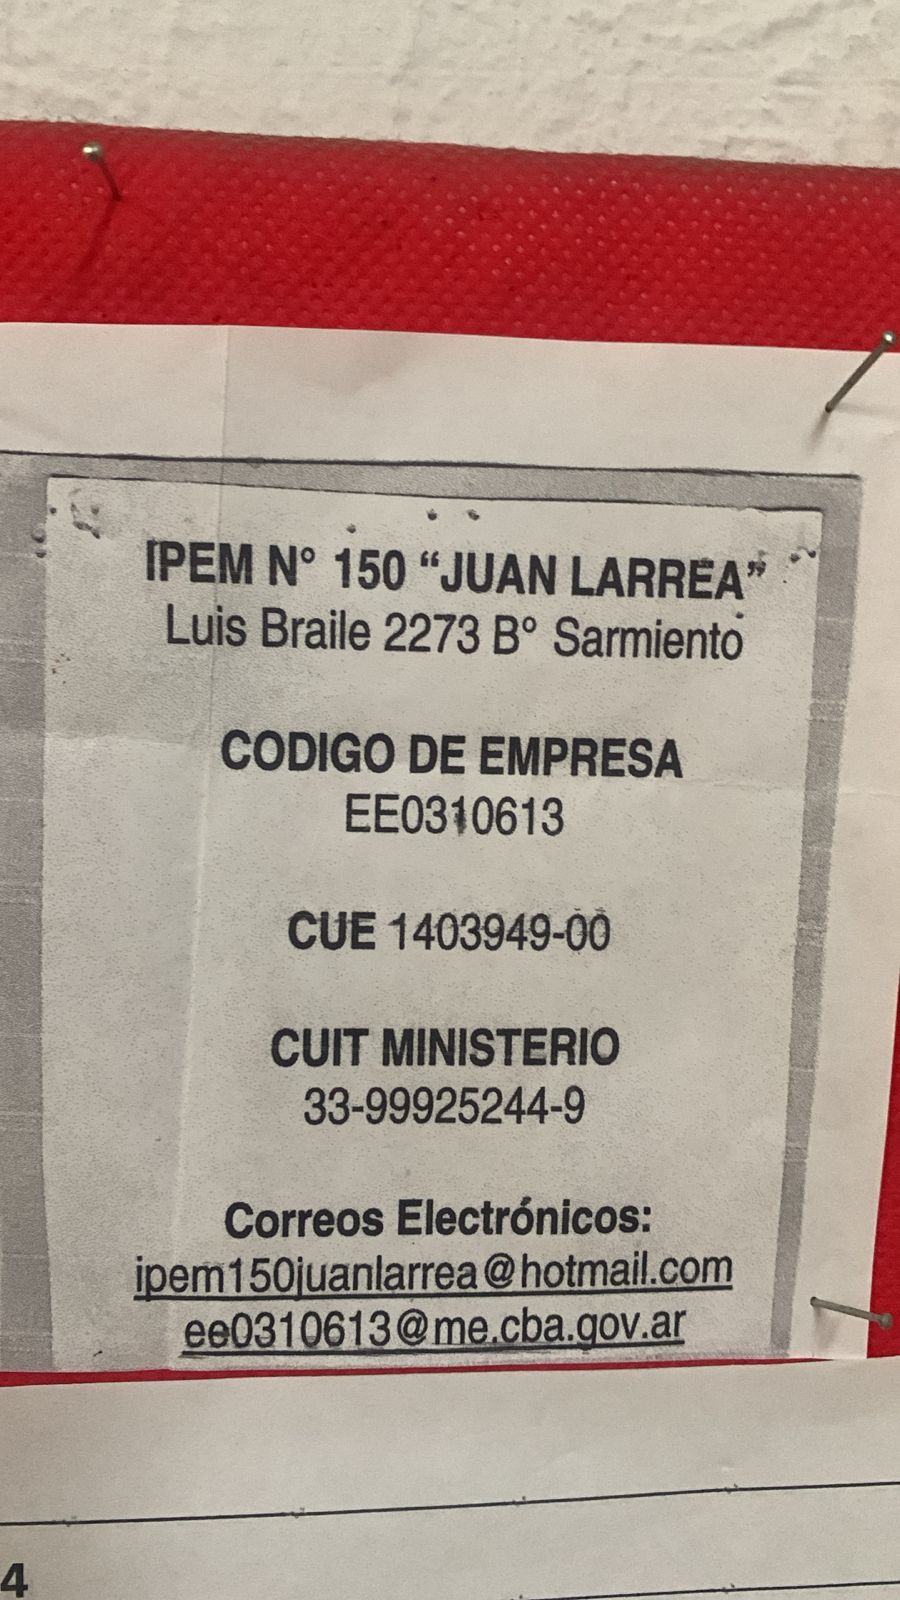 IPEM N° 150 “JUAN LARREA”
Luis Braile 2273 B° Sarmiento
CODIGO DE EMPRESA
EE0310613
CUE 1403949-00
CUIT MINISTERIO
33-99925244-9
Correos Electrónicos:
ipem150juanlarrea@hotmail.com
ee0310613@me.cba.gov.ar
4